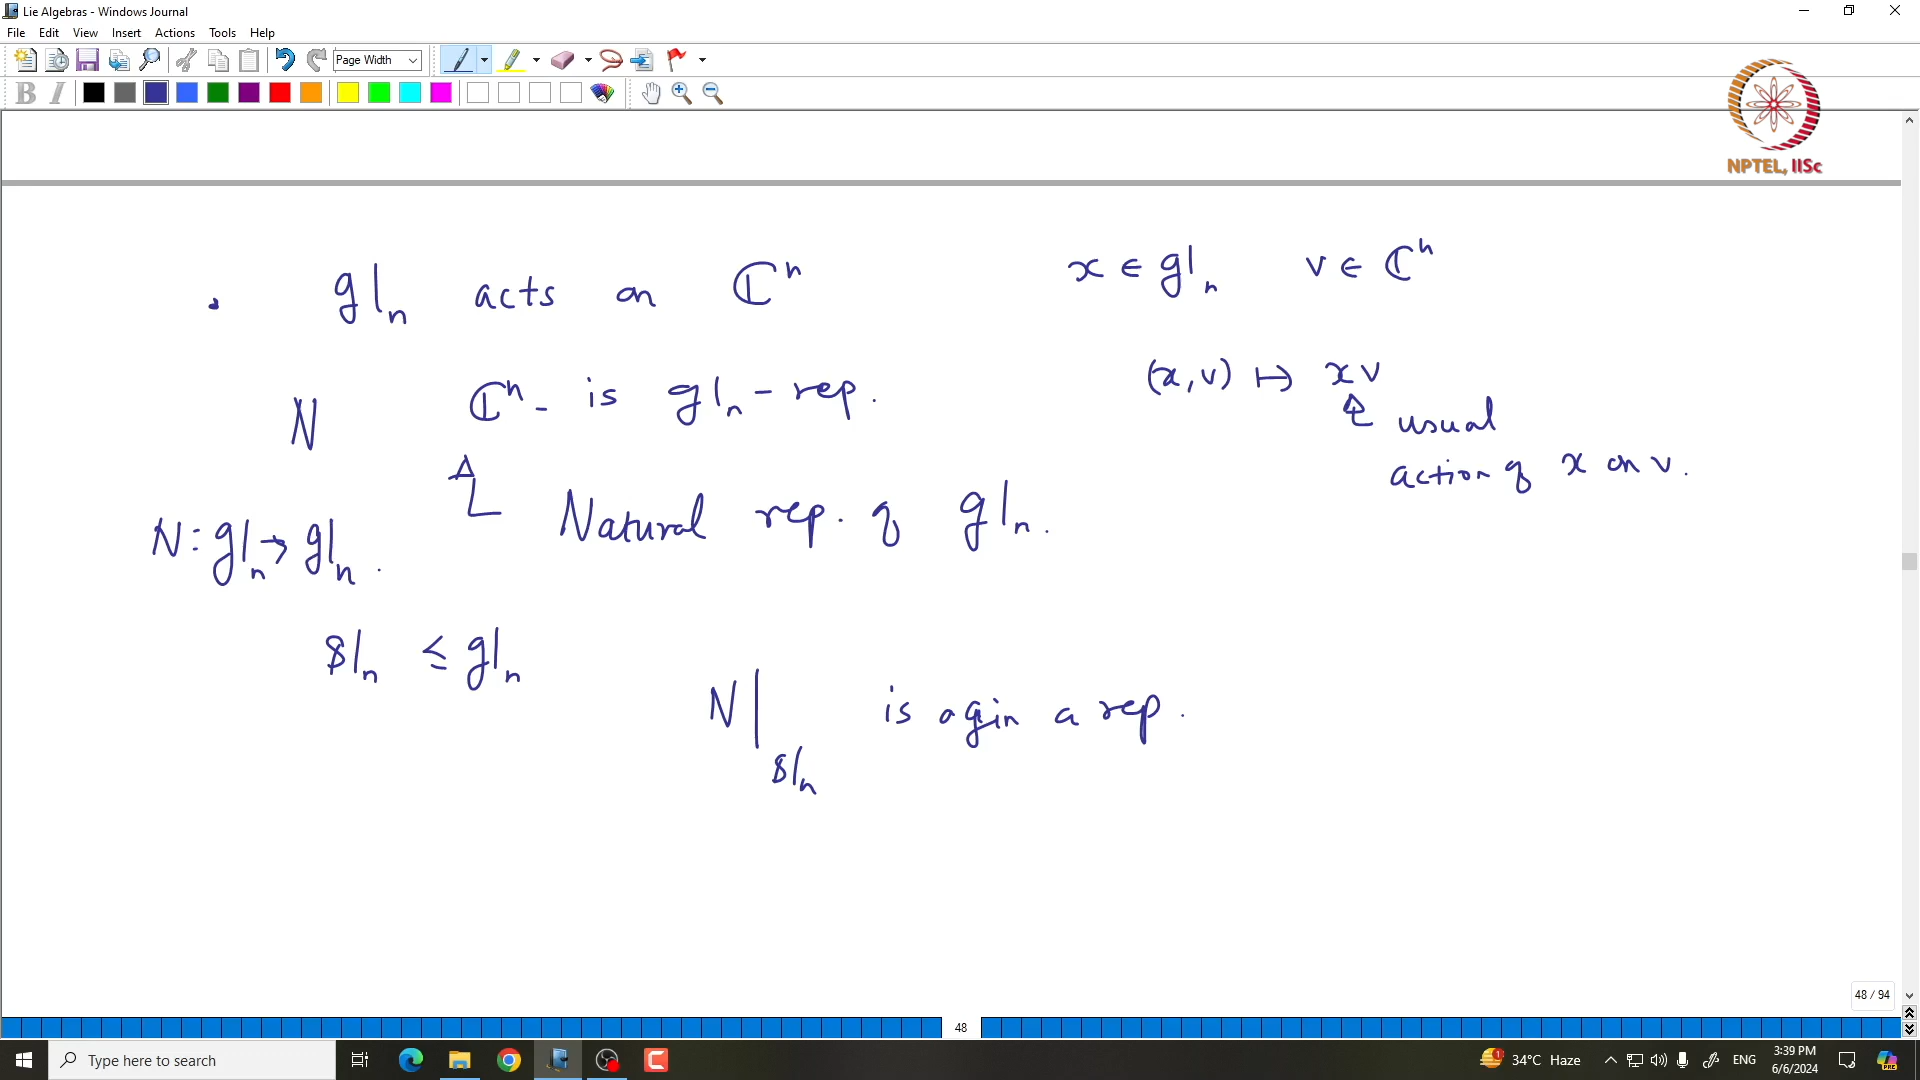 Lie Algebras - Windows Journal
File Edit View Insert Actions Tools Help
Page Width
B I
NPTEL, IISc
gl_n acts on ℂ^n
x ∈ gl_n v ∈ ℂ^n
(x, v) ↦ x v
usual
action of x on v.
N ℂ^n - is gl_n - rep.
Natural rep. of gl_n.
N: gl_n → gl_n.
sl_n ≤ gl_n
N|_{sl_n} is agin a rep.
48 / 94
48
Type here to search
34°C Haze
ENG
3:39 PM
6/6/2024